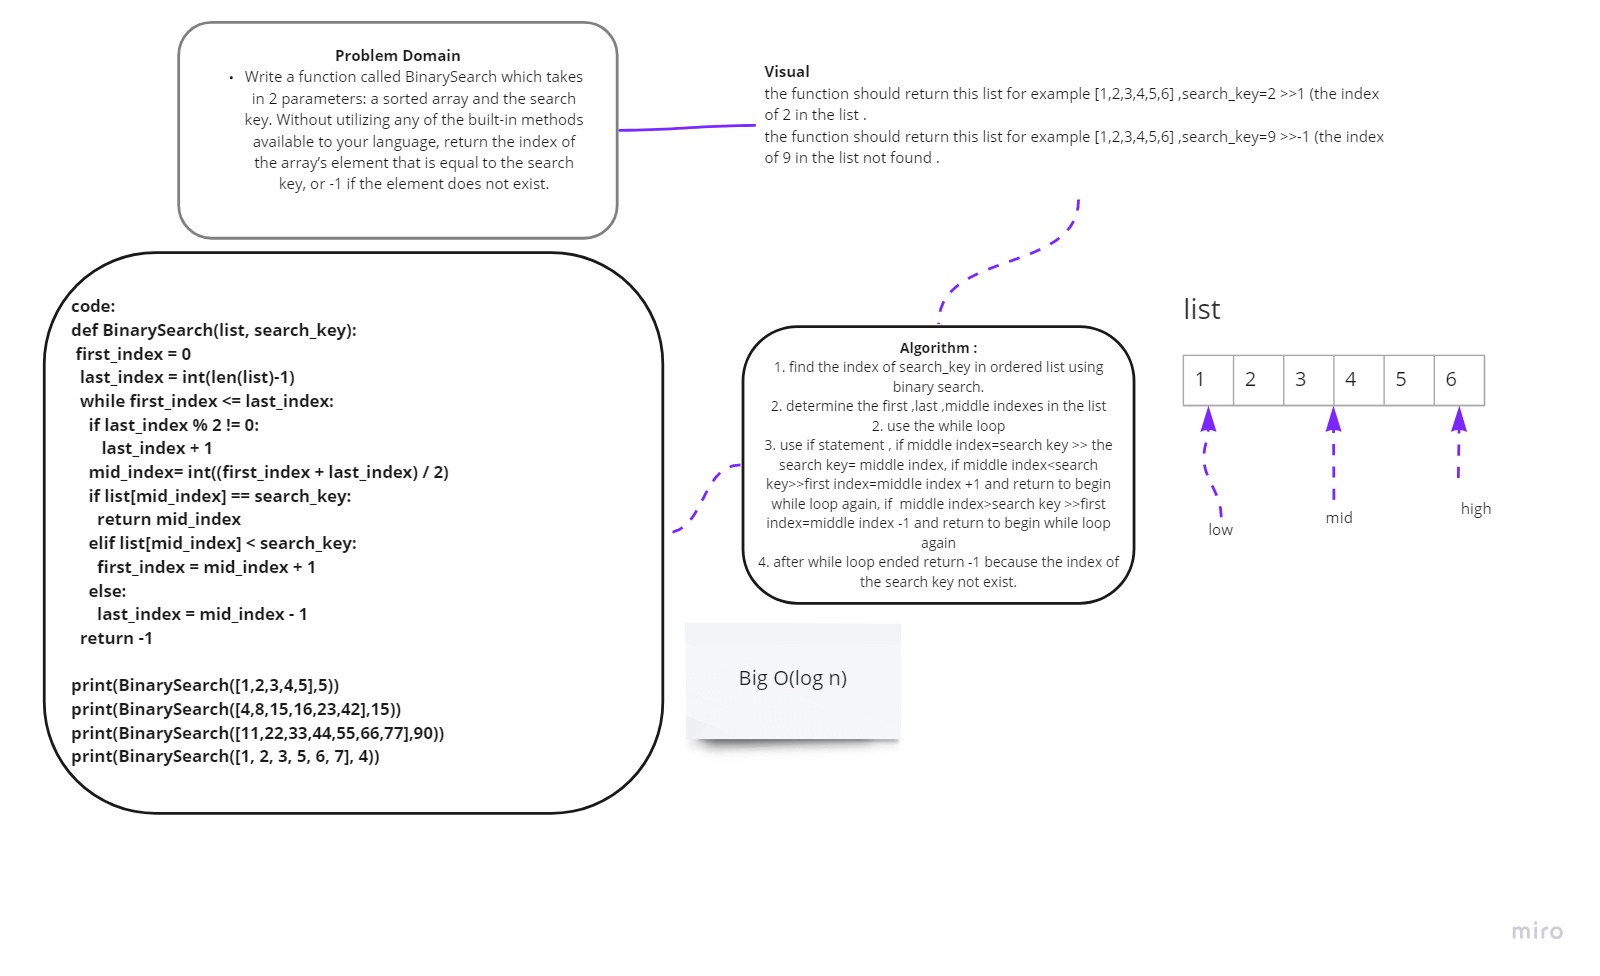 Problem Domain
• Write a function called BinarySearch which takes
in 2 parameters: a sorted array and the search
key. Without utilizing any of the built-in methods
available to your language, return the index of
the array’s element that is equal to the search
key, or -1 if the element does not exist.
Visual
the function should return this list for example [1,2,3,4,5,6] ,search_key=2 >>1 (the index
of 2 in the list .
the function should return this list for example [1,2,3,4,5,6] ,search_key=9 >>-1 (the index
of 9 in the list not found .
code:
def BinarySearch(list, search_key):
first_index = 0
last_index = int(len(list)-1)
while first_index <= last_index:
if last_index % 2 != 0:
last_index + 1
mid_index= int((first_index + last_index) / 2)
if list[mid_index] == search_key:
return mid_index
elif list[mid_index] < search_key:
first_index = mid_index + 1
else:
last_index = mid_index - 1
return -1
print(BinarySearch([1,2,3,4,5],5))
print(BinarySearch([4,8,15,16,23,42],15))
print(BinarySearch([11,22,33,44,55,66,77],90))
print(BinarySearch([1, 2, 3, 5, 6, 7], 4))
Algorithm :
1. find the index of search_key in ordered list using
binary search.
2. determine the first ,last ,middle indexes in the list
2. use the while loop
3. use if statement , if middle index=search key >> the
search key= middle index, if middle index<search
key>>first index=middle index +1 and return to begin
while loop again, if  middle index>search key >>first
index=middle index -1 and return to begin while loop
again
4. after while loop ended return -1 because the index of
the search key not exist.
Big O(log n)
list
1 2 3 4 5 6
low
mid
high
miro